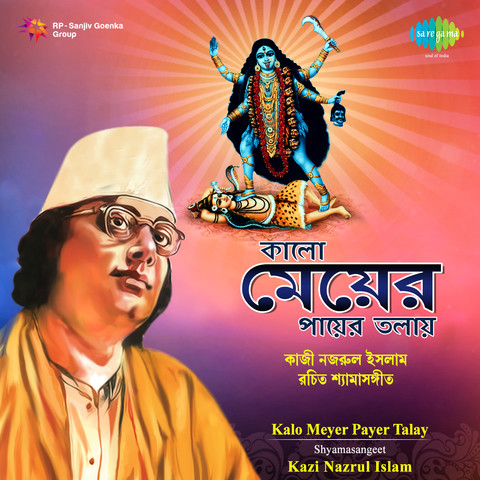 RP - Sanjiv Goenka
Group
saregama
কালো
মেয়ের
পায়ের তলায়
কাজী নজরুল ইসলাম
রচিত শ্যামাসঙ্গীত
Kalo Meyer Payer Talay
Shyamasangeet
Kazi Nazrul Islam